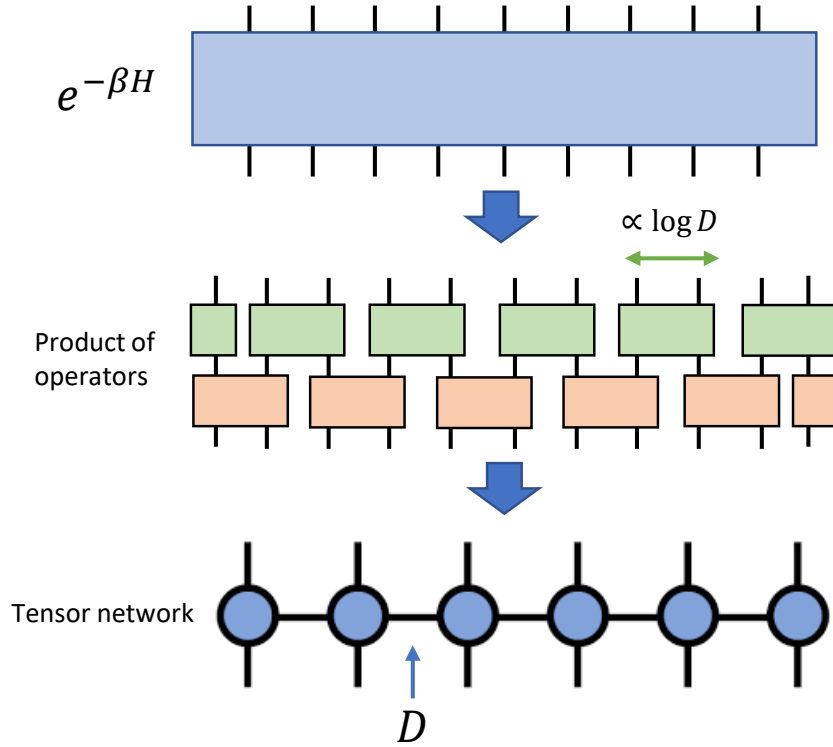 e^{-βH}
∝ log D
Product of
operators
Tensor network
D